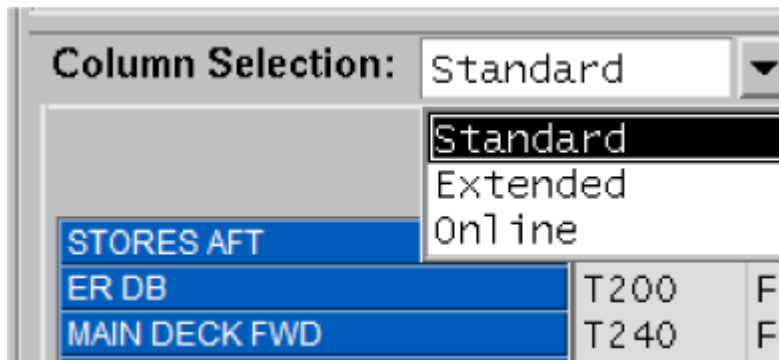 Column Selection: Standard
Standard
Extended
Online
STORES AFT
ER DB T200 F
MAIN DECK FWD T240 F